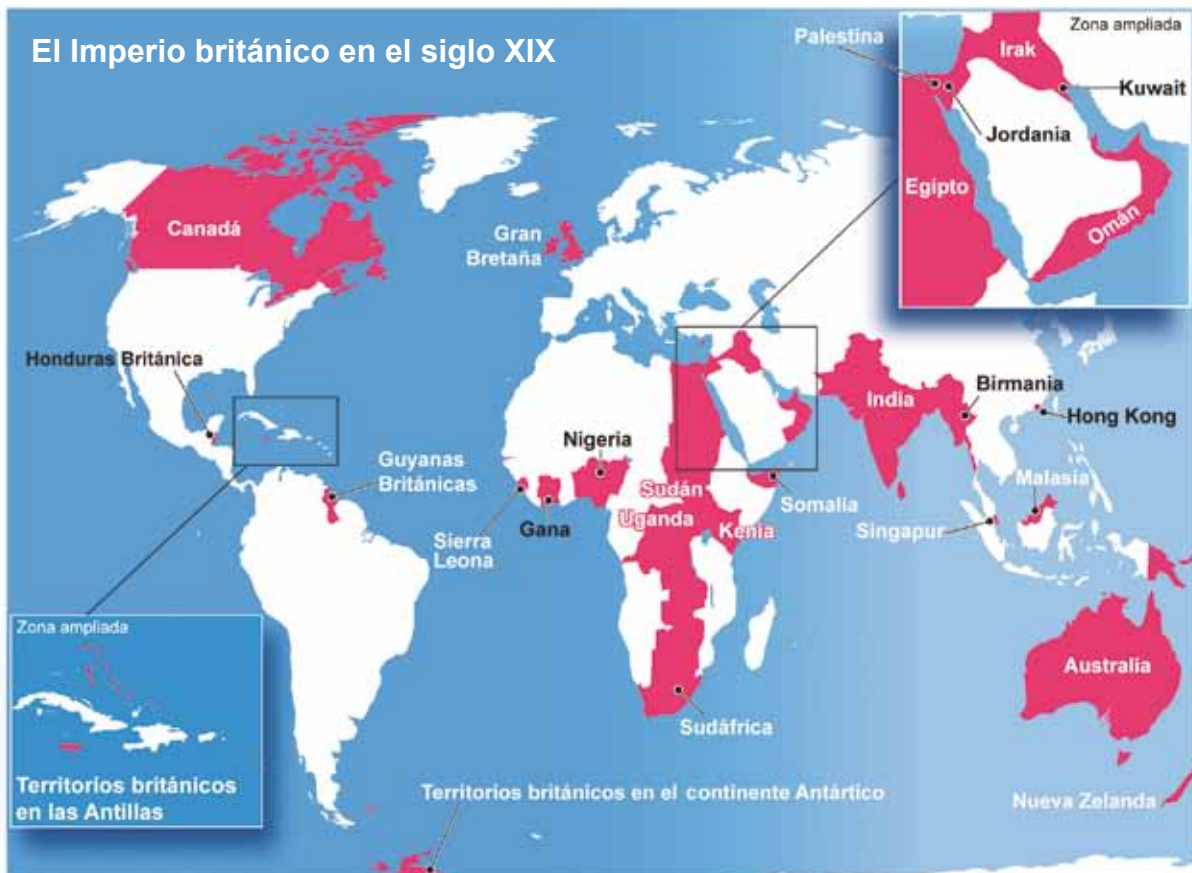 El Imperio británico en el siglo XIX
Zona ampliada
Palestina
Irak
Kuwait
Jordania
Egipto
Omán
Canadá
Gran
Bretaña
Honduras Británica
Birmania
India
Hong Kong
Nigeria
Guyanas
Británicas
Sudán
Somalía
Malasia
Uganda
Kenia
Gana
Singapur
Sierra
Leona
Zona ampliada
Australia
Sudáfrica
Territorios británicos
en las Antillas
Territorios británicos en el continente Antártico
Nueva Zelanda